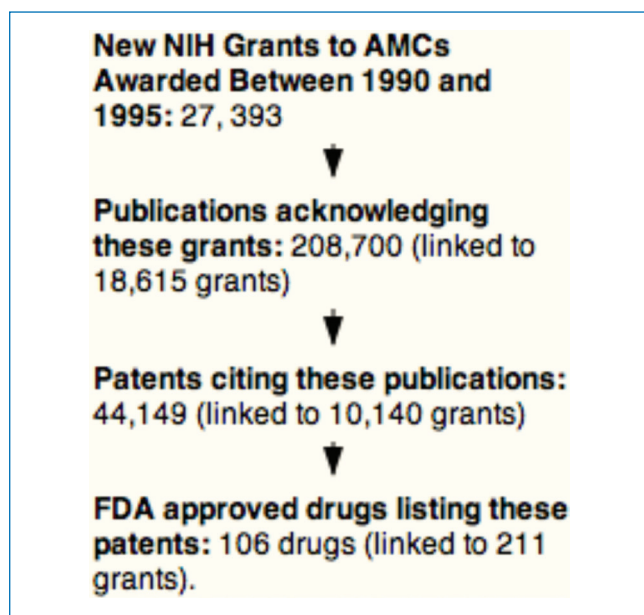 New NIH Grants to AMCs
Awarded Between 1990 and
1995: 27, 393
Publications acknowledging
these grants: 208,700 (linked to
18,615 grants)
Patents citing these publications:
44,149 (linked to 10,140 grants)
FDA approved drugs listing these
patents: 106 drugs (linked to 211
grants).